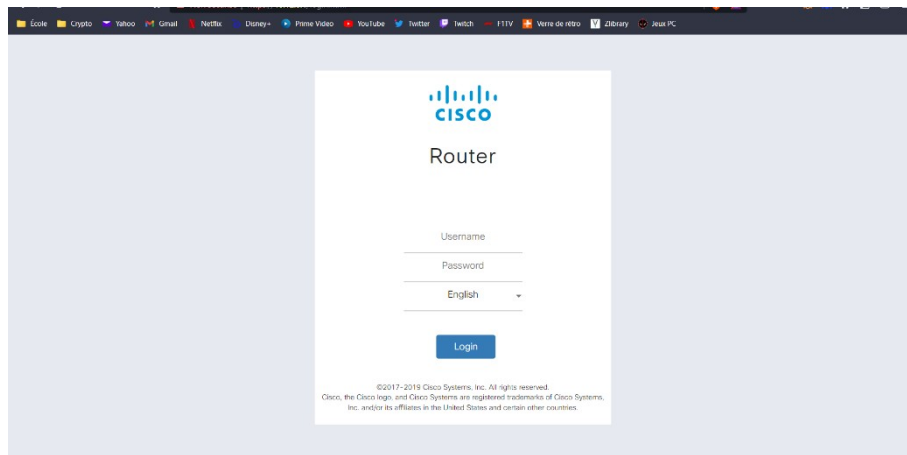 École Crypto Yahoo Gmail Netflix Disney+ Prime Video YouTube Twitter Twitch FTTV Verre de rétro Zlibrary Jeux PC
CISCO
Router
Username
Password
English
Login
©2017-2019 Cisco Systems, Inc. All rights reserved.
Cisco, the Cisco logo, and Cisco Systems are registered trademarks of Cisco Systems,
Inc. and/or its affiliates in the United States and certain other countries.